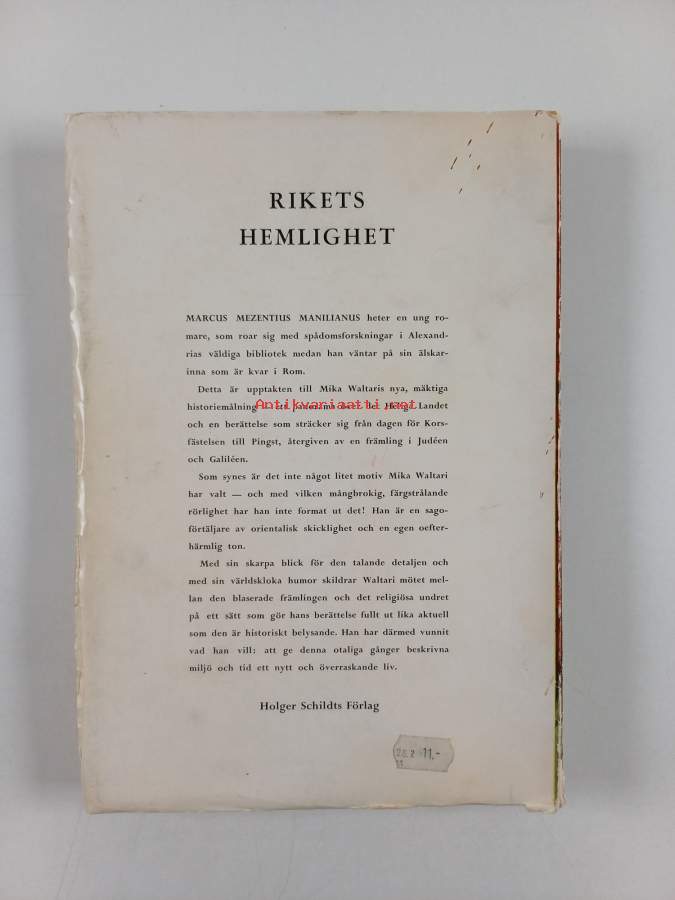 RIKETS
HEMLIGHET
MARCUS MEZENTIUS MANILIANUS heter en ung ro-
mare, som roar sig med spådomsforskningar i Alexand-
rias väldiga bibliotek medan han väntar på sin älskar-
inna som är kvar i Rom.
Detta är upptakten till Mika Waltaris nya, mäktiga
historiemålning – ett panorama över det Heliga Landet
Antikvariaatti.net
och en berättelse som sträcker sig från dagen för Kors-
fästelsen till Pingst, återgiven av en främling i Judéen
och Galiléen.
Som synes är det inte något litet motiv Mika Waltari
har valt — och med vilken mångbrokig, färgstrålande
rörlighet har han inte format ut det! Han är en sago-
förtäljare av orientalisk skicklighet och en egen oefter-
härmlig ton.
Med sin skarpa blick för den talande detaljen och
med sin världskloka humor skildrar Waltari mötet mel-
lan den blaserade främlingen och det religiösa undret
på ett sätt som gör hans berättelse fullt ut lika aktuell
som den är historiskt belysande. Han har därmed vunnit
vad han vill: att ge denna otaliga gånger beskrivna
miljö och tid ett nytt och överraskande liv.
Holger Schildts Förlag
11.-